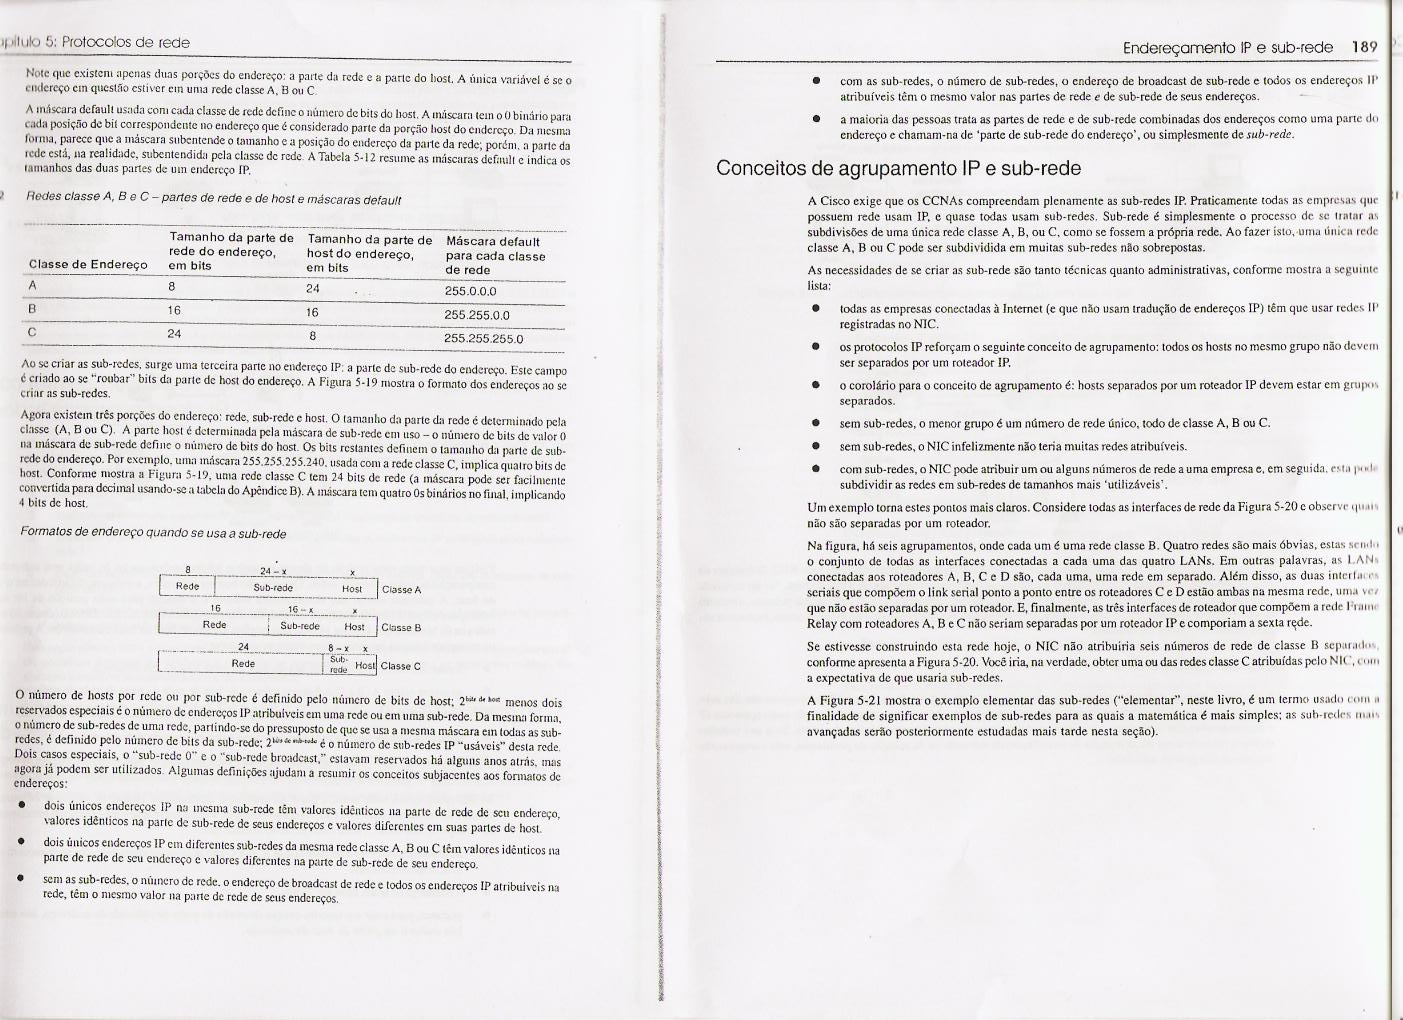 5: Protocolos de rede
Note que existem apenas duas porções do endereço: a parte da rede e a parte do host. A única variável é se o
endereço em questão estiver em uma rede classe A, B ou C.
A máscara default usada com cada classe de rede define o número de bits do host. A máscara tem o 0 binário para
cada posição de bit correspondente no endereço que é considerado parte da porção host do endereço. Da mesma
forma, parece que a máscara subentende o tamanho e a posição do endereço da parte da rede; porém, a parte da
rede está, na realidade, subentendida pela classe de rede. A Tabela 5-12 resume as máscaras default e indica os
tamanhos das duas partes de um endereço IP.
Redes classe A, B e C – partes de rede e de host e máscaras default
Classe de Endereço
Tamanho da parte de
rede do endereço,
em bits
Tamanho da parte de
host do endereço,
em bits
Máscara default
para cada classe
de rede
A 8 24 255.0.0.0
B 16 16 255.255.0.0
C 24 8 255.255.255.0
Ao se criar as sub-redes, surge uma terceira parte no endereço IP: a parte de sub-rede do endereço. Este campo
é criado ao se "roubar" bits da parte de host do endereço. A Figura 5-19 mostra o formato dos endereços ao se
criar as sub-redes.
Agora existem três porções do endereço: rede, sub-rede e host. O tamanho da parte da rede é determinado pela
classe (A, B ou C). A parte host é determinada pela máscara de sub-rede em uso – o número de bits de valor 0
na máscara de sub-rede define o número de bits do host. Os bits restantes definem o tamanho da parte de sub-
rede do endereço. Por exemplo, uma máscara 255.255.255.240, usada com a rede classe C, implica quatro bits de
host. Conforme mostra a Figura 5-19, uma rede classe C tem 24 bits de rede (a máscara pode ser facilmente
convertida para decimal usando-se a tabela do Apêndice B). A máscara tem quatro 0s binários no final, implicando
4 bits de host.
Formatos de endereço quando se usa a sub-rede
8 24 – x x
Rede Sub-rede Host Classe A
16 16 – x x
Rede Sub-rede Host Classe B
24 8 – x x
Rede Sub-rede Host Classe C
O número de hosts por rede ou por sub-rede é definido pelo número de bits de host; 2bits de host menos dois
reservados especiais é o número de endereços IP atribuíveis em uma rede ou em uma sub-rede. Da mesma forma,
o número de sub-redes de uma rede, partindo-se do pressuposto de que se usa a mesma máscara em todas as sub-
redes, é definido pelo número de bits da sub-rede; 2bits de sub-rede é o número de sub-redes IP "usáveis" desta rede.
Dois casos especiais, o "sub-rede 0" e o "sub-rede broadcast," estavam reservados há alguns anos atrás, mas
agora já podem ser utilizados. Algumas definições ajudam a resumir os conceitos subjacentes aos formatos de
endereços:
• dois únicos endereços IP na mesma sub-rede têm valores idênticos na parte de rede de seu endereço,
valores idênticos na parte de sub-rede de seus endereços e valores diferentes em suas partes de host.
• dois únicos endereços IP em diferentes sub-redes da mesma rede classe A, B ou C têm valores idênticos na
parte de rede de seu endereço e valores diferentes na parte de sub-rede de seu endereço.
• sem as sub-redes, o número de rede, o endereço de broadcast de rede e todos os endereços IP atribuíveis na
rede, têm o mesmo valor na parte de rede de seus endereços.
Endereçamento IP e sub-rede 189
• com as sub-redes, o número de sub-redes, o endereço de broadcast de sub-rede e todos os endereços IP
atribuíveis têm o mesmo valor nas partes de rede e de sub-rede de seus endereços.
• a maioria das pessoas trata as partes de rede e de sub-rede combinadas dos endereços como uma parte do
endereço e chamam-na de 'parte de sub-rede do endereço', ou simplesmente de sub-rede.
Conceitos de agrupamento IP e sub-rede
A Cisco exige que os CCNAs compreendam plenamente as sub-redes IP. Praticamente todas as empresas que
possuem rede usam IP, e quase todas usam sub-redes. Sub-rede é simplesmente o processo de se tratar as
subdivisões de uma única rede classe A, B, ou C, como se fossem a própria rede. Ao fazer isto, uma única rede
classe A, B ou C pode ser subdividida em muitas sub-redes não sobrepostas.
As necessidades de se criar as sub-rede são tanto técnicas quanto administrativas, conforme mostra a seguinte
lista:
• todas as empresas conectadas à Internet (e que não usam tradução de endereços IP) têm que usar redes IP
registradas no NIC.
• os protocolos IP reforçam o seguinte conceito de agrupamento: todos os hosts no mesmo grupo não devem
ser separados por um roteador IP.
• o corolário para o conceito de agrupamento é: hosts separados por um roteador IP devem estar em grupos
separados.
• sem sub-redes, o menor grupo é um número de rede único, todo de classe A, B ou C.
• sem sub-redes, o NIC infelizmente não teria muitas redes atribuíveis.
• com sub-redes, o NIC pode atribuir um ou alguns números de rede a uma empresa e, em seguida, esta pode
subdividir as redes em sub-redes de tamanhos mais 'utilizáveis'.
Um exemplo torna estes pontos mais claros. Considere todas as interfaces de rede da Figura 5-20 e observe quais
não são separadas por um roteador.
Na figura, há seis agrupamentos, onde cada um é uma rede classe B. Quatro redes são mais óbvias, estas sendo
o conjunto de todas as interfaces conectadas a cada uma das quatro LANs. Em outras palavras, as LANs
conectadas aos roteadores A, B, C e D são, cada uma, uma rede em separado. Além disso, as duas interfaces
seriais que compõem o link serial ponto a ponto entre os roteadores C e D estão ambas na mesma rede, uma vez
que não estão separadas por um roteador. E, finalmente, as três interfaces de roteador que compõem a rede Frame
Relay com roteadores A, B e C não seriam separadas por um roteador IP e comporiam a sexta rede.
Se estivesse construindo esta rede hoje, o NIC não atribuiria seis números de rede de classe B separados,
conforme apresenta a Figura 5-20. Você iria, na verdade, obter uma ou das redes classe C atribuídas pelo NIC, com
a expectativa de que usaria sub-redes.
A Figura 5-21 mostra o exemplo elementar das sub-redes ("elementar", neste livro, é um termo usado com a
finalidade de significar exemplos de sub-redes para as quais a matemática é mais simples; as sub-redes mais
avançadas serão posteriormente estudadas mais tarde nesta seção).